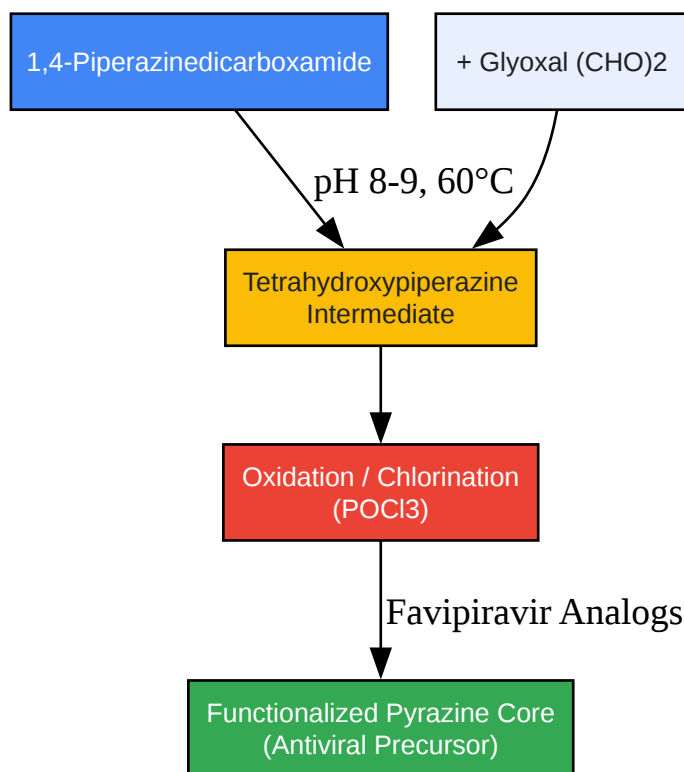 1,4-Piperazinedicarboxamide
+ Glyoxal (CHO)2
pH 8-9, 60°C
Tetrahydroxypiperazine
Intermediate
Oxidation / Chlorination
(POCl3)
Favipiravir Analogs
Functionalized Pyrazine Core
(Antiviral Precursor)